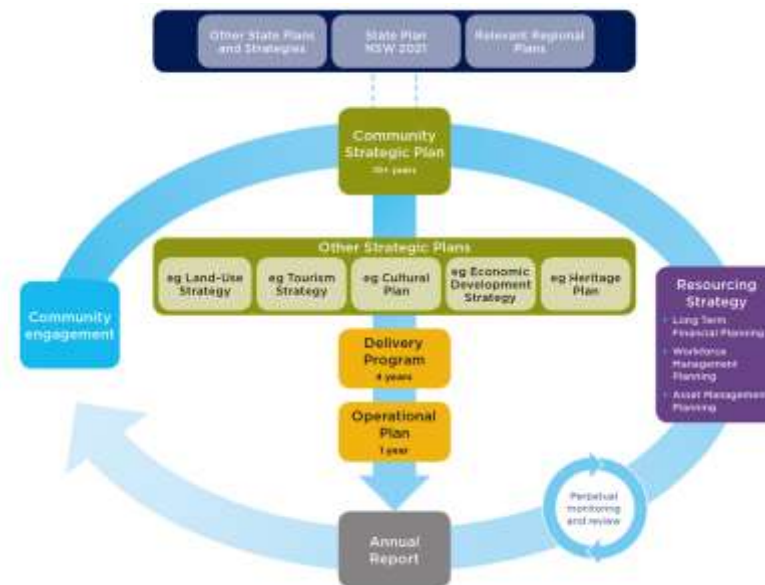 Other State Plans
and Strategies
State Plan
NSW 2021
Relevant Regional
Plans
Community
Strategic Plan
10+ years
Other Strategic Plans
eg Land-Use
Strategy
eg Tourism
Strategy
eg Cultural
Plan
eg Economic
Development
Strategy
eg Heritage
Plan
Community
engagement
Resourcing
Strategy
Long Term
Financial Planning
Workforce
Management
Planning
Asset Management
Planning
Delivery
Program
4 years
Operational
Plan
1 year
Perpetual
monitoring
and review
Annual
Report